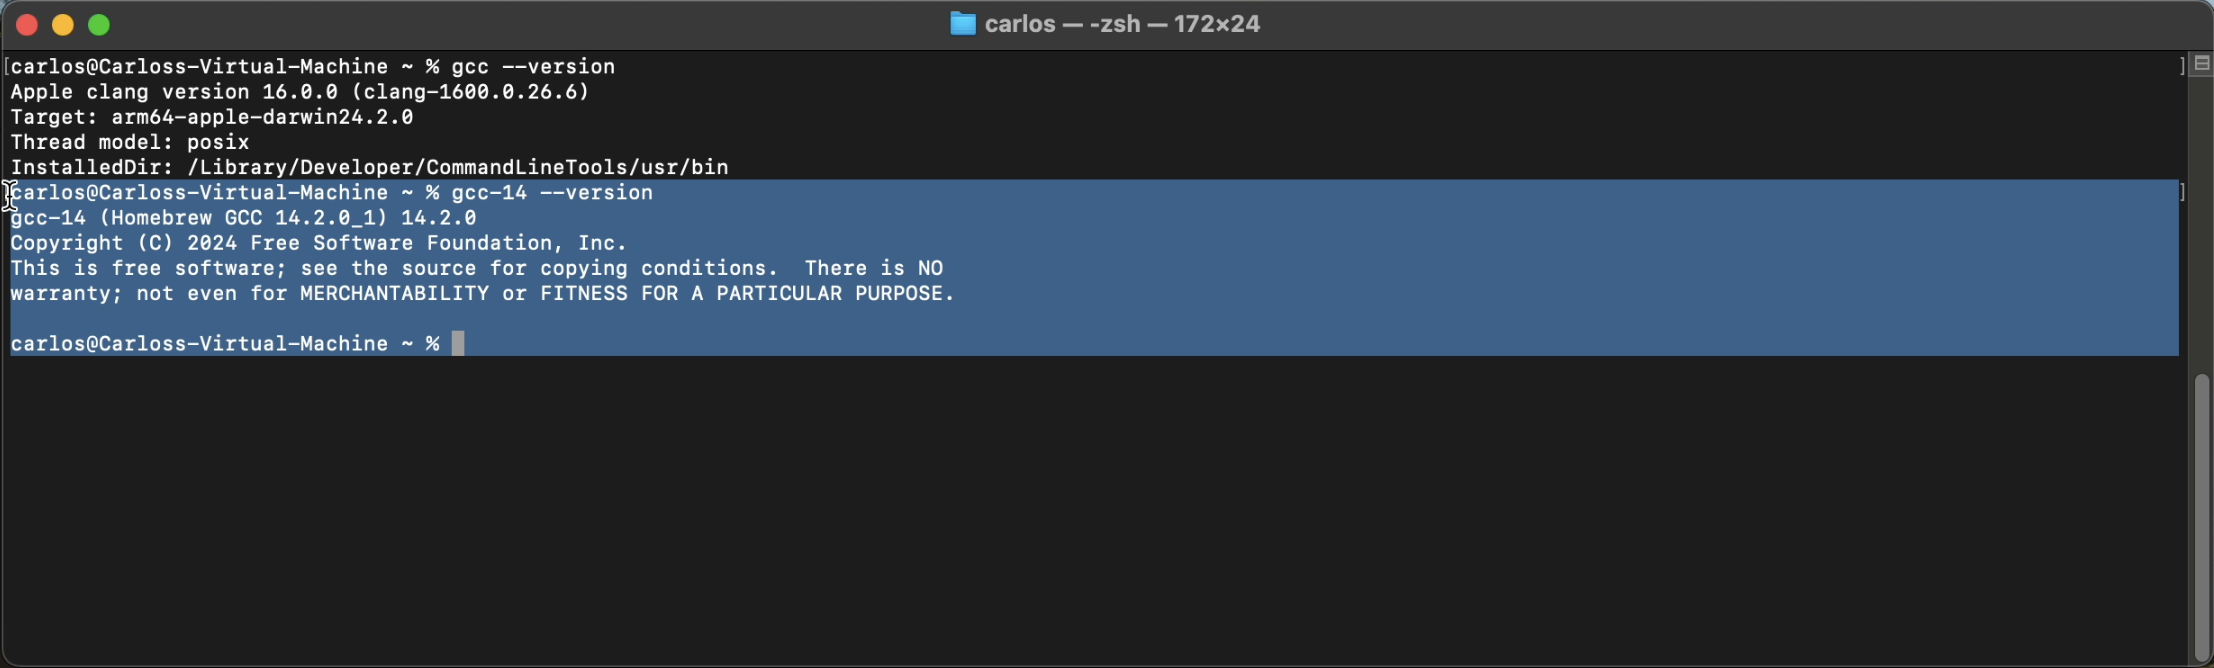 carlos — -zsh — 172×24
[carlos@Carloss-Virtual-Machine ~ % gcc --version ]
Apple clang version 16.0.0 (clang-1600.0.26.6)
Target: arm64-apple-darwin24.2.0
Thread model: posix
InstalledDir: /Library/Developer/CommandLineTools/usr/bin
carlos@Carloss-Virtual-Machine ~ % gcc-14 --version ]
gcc-14 (Homebrew GCC 14.2.0_1) 14.2.0
Copyright (C) 2024 Free Software Foundation, Inc.
This is free software; see the source for copying conditions.  There is NO
warranty; not even for MERCHANTABILITY or FITNESS FOR A PARTICULAR PURPOSE.
carlos@Carloss-Virtual-Machine ~ %